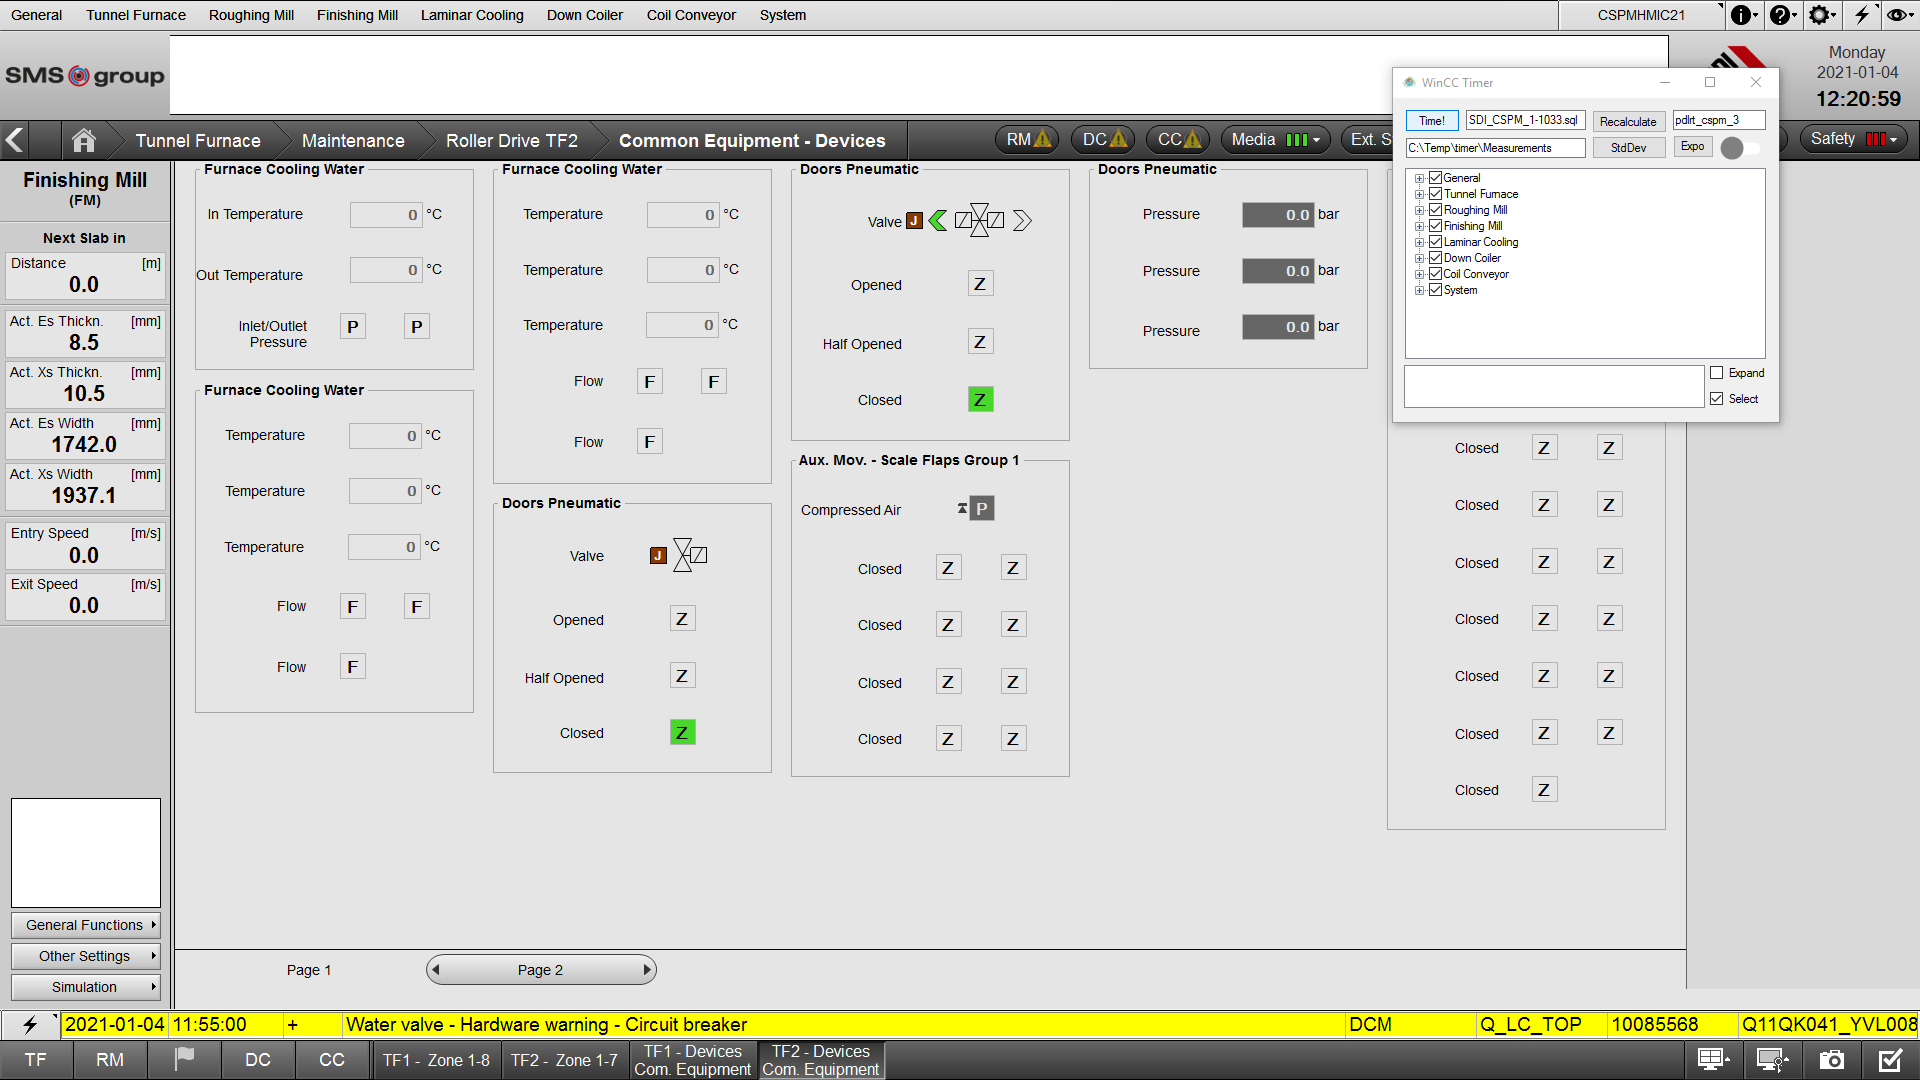 General Tunnel Furnace Roughing Mill Finishing Mill Laminar Cooling Down Coiler Coil Conveyor System CSPMHMIC21
SMS group
Monday
2021-01-04
12:20:59
Tunnel Furnace Maintenance Roller Drive TF2 Common Equipment - Devices RM DC CC Media Ext. S Safety
WinCC Timer
Time! SDI_CSPM_1-1033.sql Recalculate pdlrt_cspm_3
C:\Temp\timer\Measurements StdDev Expo
General
Tunnel Furnace
Roughing Mill
Finishing Mill
Laminar Cooling
Down Coiler
Coil Conveyor
System
Expand
Select
Finishing Mill
(FM)
Next Slab in
Distance [m]
0.0
Act. Es Thickn. [mm]
8.5
Act. Xs Thickn. [mm]
10.5
Act. Es Width [mm]
1742.0
Act. Xs Width [mm]
1937.1
Entry Speed [m/s]
0.0
Exit Speed [m/s]
0.0
General Functions
Other Settings
Simulation
Furnace Cooling Water
In Temperature 0 °C
Out Temperature 0 °C
Inlet/Outlet
Pressure P P
Furnace Cooling Water
Temperature 0 °C
Temperature 0 °C
Temperature 0 °C
Flow F F
Flow F
Furnace Cooling Water
Temperature 0 °C
Temperature 0 °C
Temperature 0 °C
Flow F F
Flow F
Doors Pneumatic
Valve J
Opened Z
Half Opened Z
Closed Z
Doors Pneumatic
Valve J
Opened Z
Half Opened Z
Closed Z
Aux. Mov. - Scale Flaps Group 1
Compressed Air P
Closed Z Z
Closed Z Z
Closed Z Z
Closed Z Z
Doors Pneumatic
Pressure 0.0 bar
Pressure 0.0 bar
Pressure 0.0 bar
Closed Z Z
Closed Z Z
Closed Z Z
Closed Z Z
Closed Z Z
Closed Z Z
Closed Z
Page 1 Page 2
2021-01-04 11:55:00 + Water valve - Hardware warning - Circuit breaker DCM Q_LC_TOP 10085568 Q11QK041_YVL008
TF RM DC CC TF1 - Zone 1-8 TF2 - Zone 1-7
TF1 - Devices
Com. Equipment
TF2 - Devices
Com. Equipment